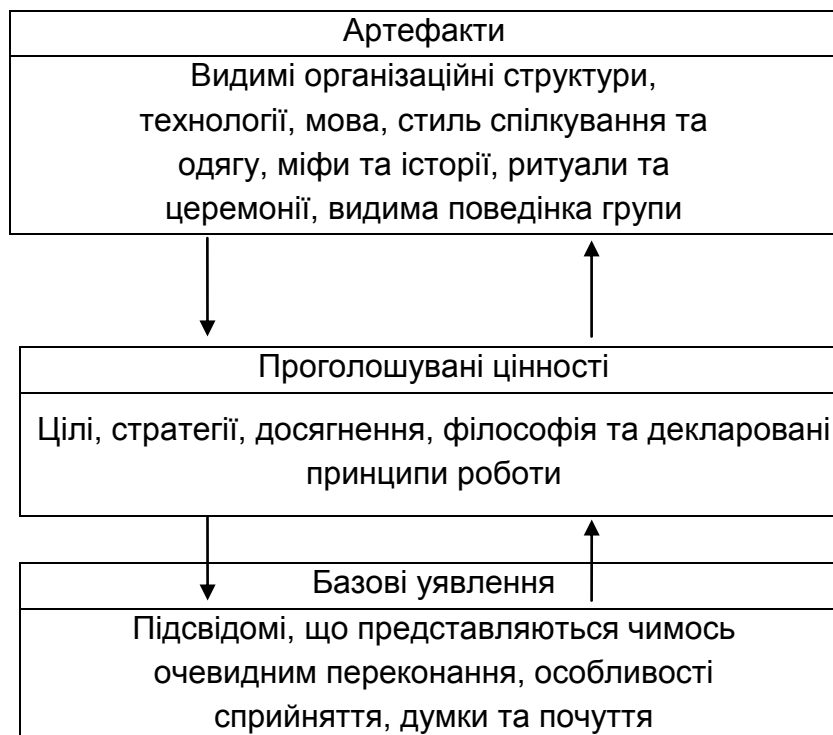 Артефакти
Видимі організаційні структури,
технології, мова, стиль спілкування та
одягу, міфи та історії, ритуали та
церемонії, видима поведінка групи
Проголошувані цінності
Цілі, стратегії, досягнення, філософія та декларовані
принципи роботи
Базові уявлення
Підсвідомі, що представляються чимось
очевидним переконання, особливості
сприйняття, думки та почуття